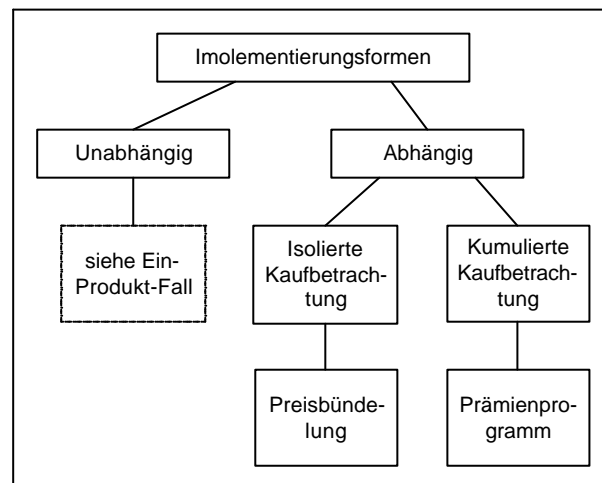 Imolementierungsformen
Unabhängig
Abhängig
siehe Ein-
Produkt-Fall
Isolierte
Kaufbetrach-
tung
Kumulierte
Kaufbetrach-
tung
Preisbünde-
lung
Prämienpro-
gramm